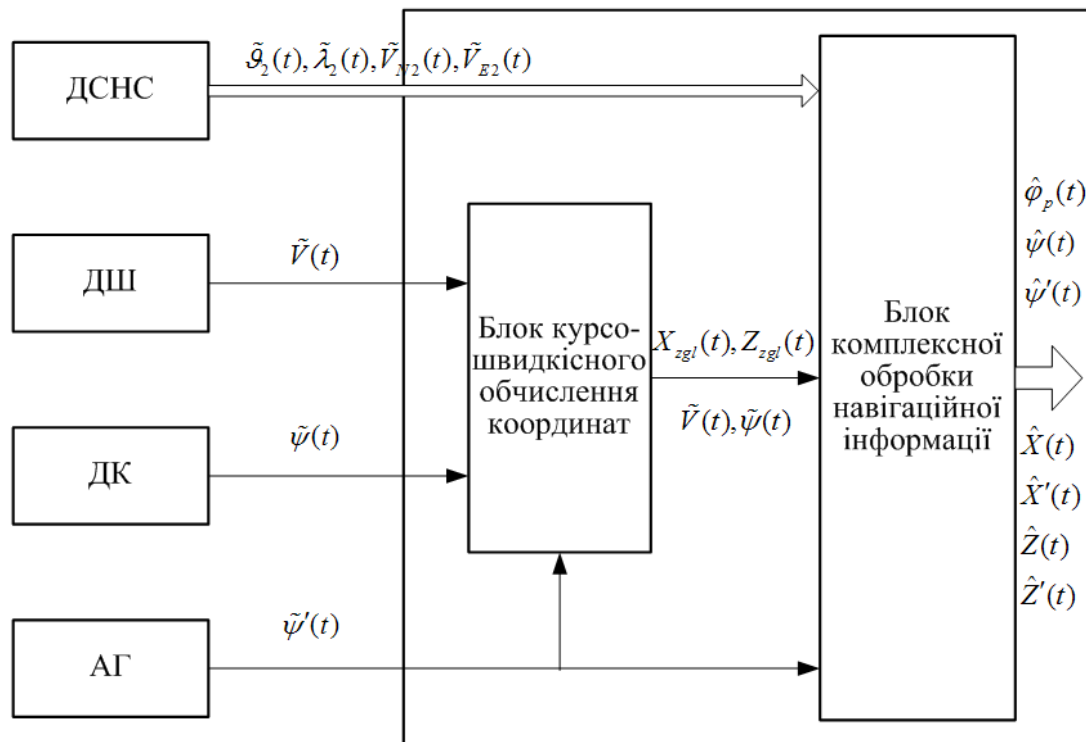 ДСНС
ϑ̃₂(t), λ̃₂(t), Ṽ_N2(t), Ṽ_E2(t)
ДШ
Ṽ(t)
ДК
ψ̃(t)
АГ
ψ̃′(t)
Блок курсо-
швидкісного
обчислення
координат
X_zgl(t), Z_zgl(t)
Ṽ(t), ψ̃(t)
Блок
комплексної
обробки
навігаційної
інформації
φ̂_p(t)
ψ̂(t)
ψ̂′(t)
X̂(t)
X̂′(t)
Ẑ(t)
Ẑ′(t)